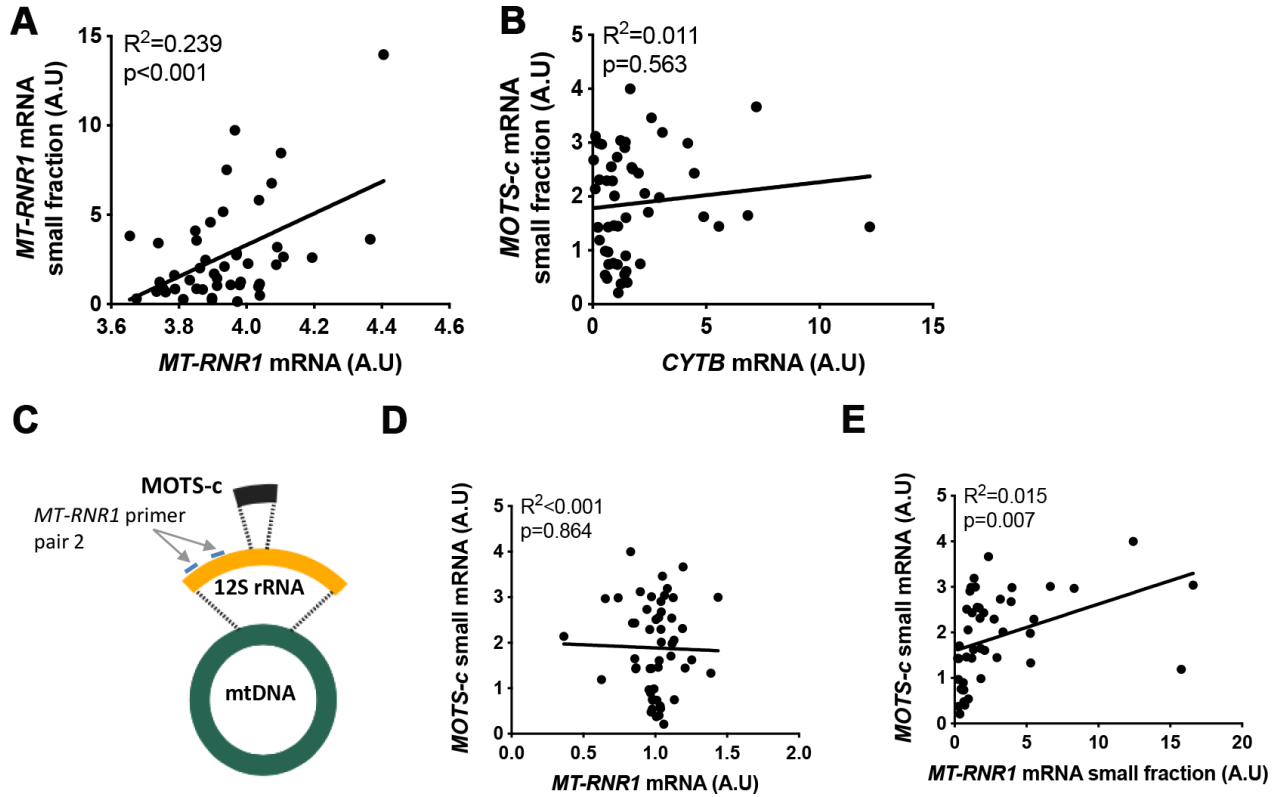 A
R²=0.239
p<0.001
MT-RNR1 mRNA
small fraction (A.U)
15
10
5
0
3.6 3.8 4.0 4.2 4.4 4.6
MT-RNR1 mRNA (A.U)
B
R²=0.011
p=0.563
MOTS-c mRNA
small fraction (A.U)
5
4
3
2
1
0
0 5 10 15
CYTB mRNA (A.U)
C
MOTS-c
MT-RNR1 primer
pair 2
12S rRNA
mtDNA
D
R²<0.001
p=0.864
MOTS-c small mRNA (A.U)
5
4
3
2
1
0
0.0 0.5 1.0 1.5 2.0
MT-RNR1 mRNA (A.U)
E
R²=0.015
p=0.007
MOTS-c small mRNA (A.U)
5
4
3
2
1
0
0 5 10 15 20
MT-RNR1 mRNA small fraction (A.U)